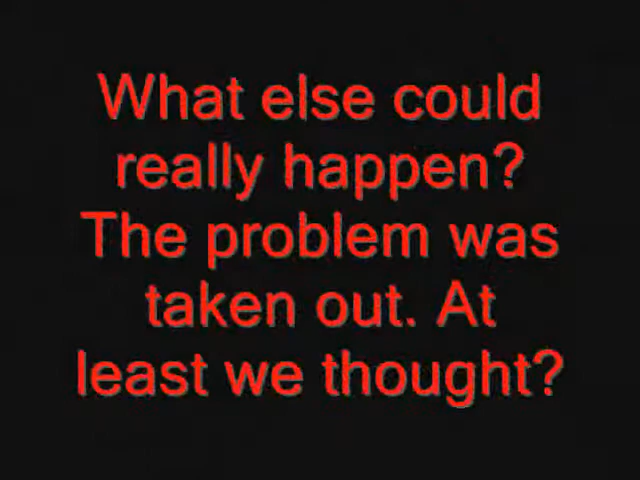 What else could
really happen?
The problem was
taken out. At
least we thought?